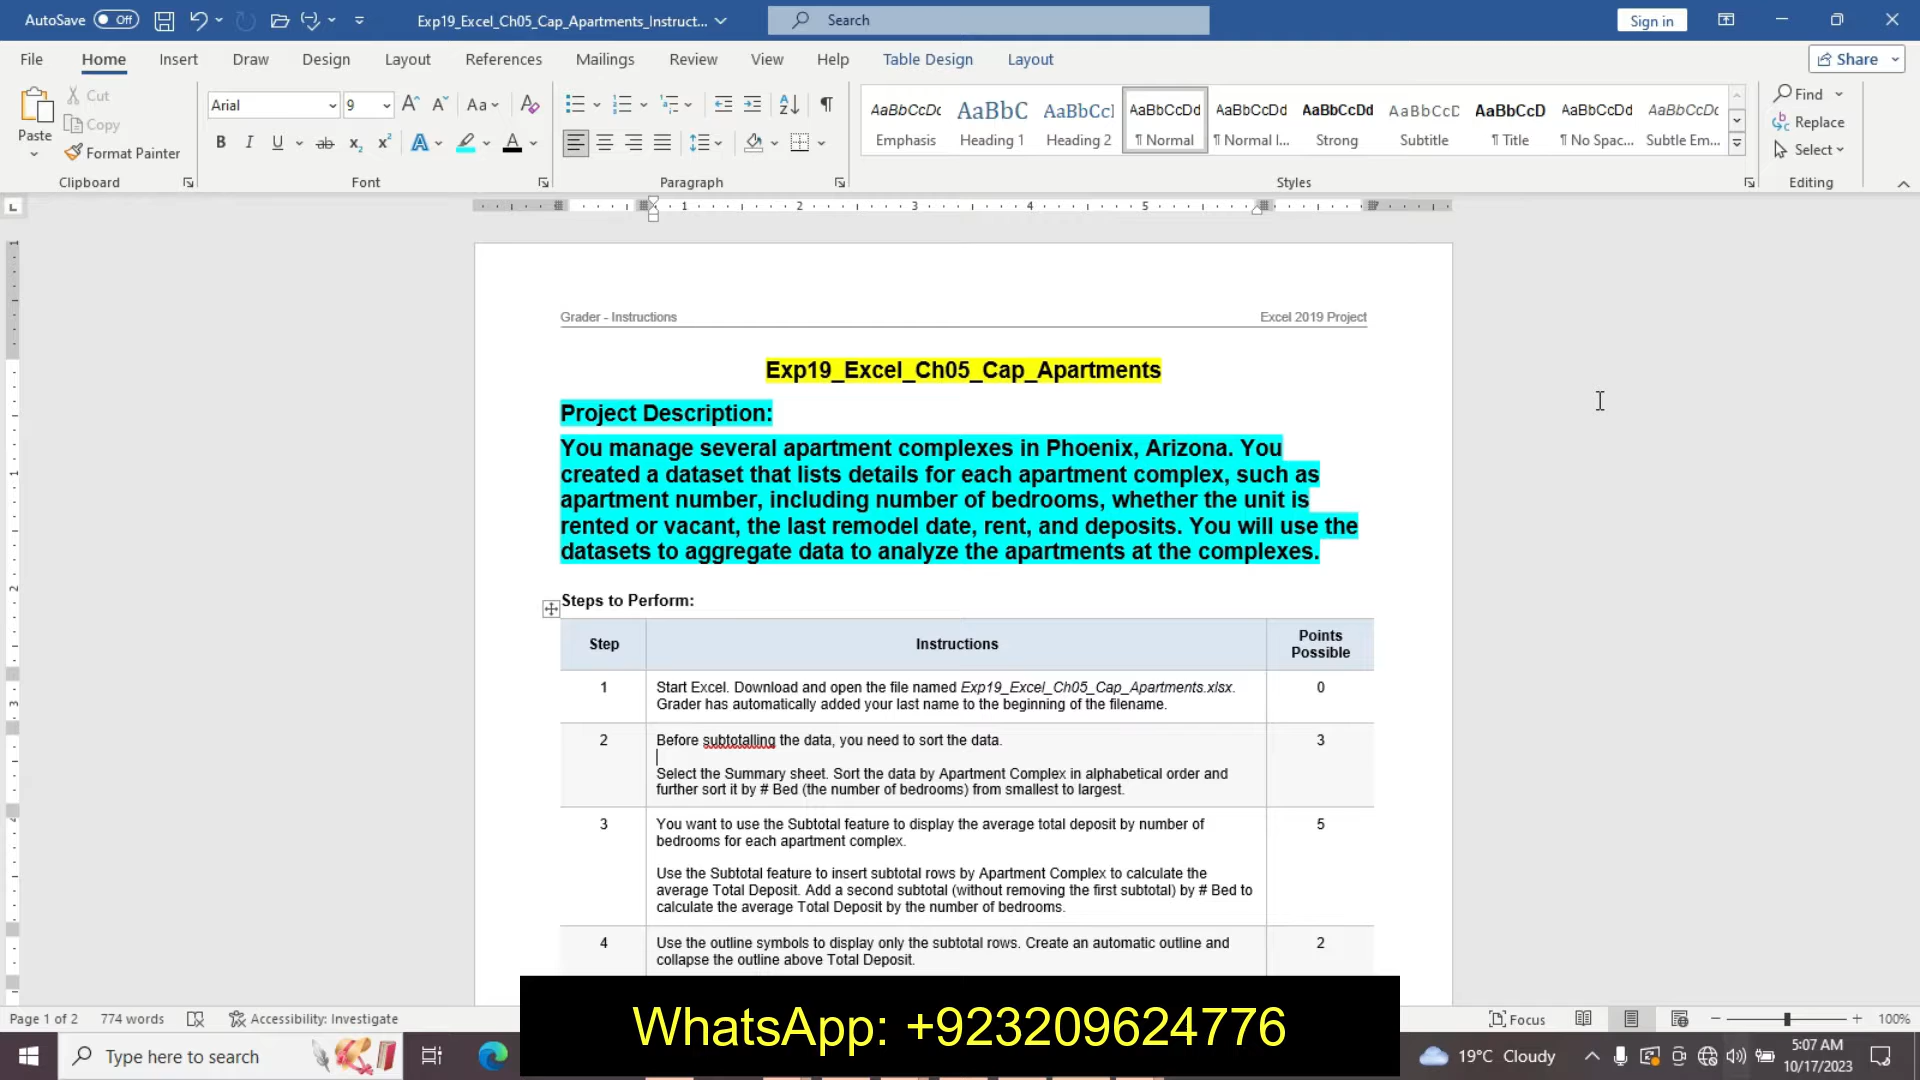 AutoSave Off Exp19_Excel_Ch05_Cap_Apartments_Instruct... Search Sign in
File Home Insert Draw Design Layout References Mailings Review View Help Table Design Layout Share
Paste Cut Copy Format Painter
Arial 9
AaBbCcDc AaBbC AaBbCcI AaBbCcDd AaBbCcDd AaBbCcDd AaBbCcD AaBbCcD AaBbCcDd AaBbCcDc
Emphasis Heading 1 Heading 2 ¶ Normal ¶ Normal I... Strong Subtitle ¶ Title ¶ No Spac... Subtle Em...
Find
Replace
Select
Clipboard Font Paragraph Styles Editing
1 2 3 4 5
Grader - Instructions Excel 2019 Project
Exp19_Excel_Ch05_Cap_Apartments
Project Description:
You manage several apartment complexes in Phoenix, Arizona. You
created a dataset that lists details for each apartment complex, such as
apartment number, including number of bedrooms, whether the unit is
rented or vacant, the last remodel date, rent, and deposits. You will use the
datasets to aggregate data to analyze the apartments at the complexes.
Steps to Perform:
Step Instructions Points Possible
1 Start Excel. Download and open the file named Exp19_Excel_Ch05_Cap_Apartments.xlsx. 0
Grader has automatically added your last name to the beginning of the filename.
2 Before subtotalling the data, you need to sort the data. 3
Select the Summary sheet. Sort the data by Apartment Complex in alphabetical order and
further sort it by # Bed (the number of bedrooms) from smallest to largest.
3 You want to use the Subtotal feature to display the average total deposit by number of 5
bedrooms for each apartment complex.
Use the Subtotal feature to insert subtotal rows by Apartment Complex to calculate the
average Total Deposit. Add a second subtotal (without removing the first subtotal) by # Bed to
calculate the average Total Deposit by the number of bedrooms.
4 Use the outline symbols to display only the subtotal rows. Create an automatic outline and 2
collapse the outline above Total Deposit.
WhatsApp: +923209624776
Page 1 of 2 774 words Accessibility: Investigate Focus 100%
Type here to search 19°C Cloudy 5:07 AM
10/17/2023